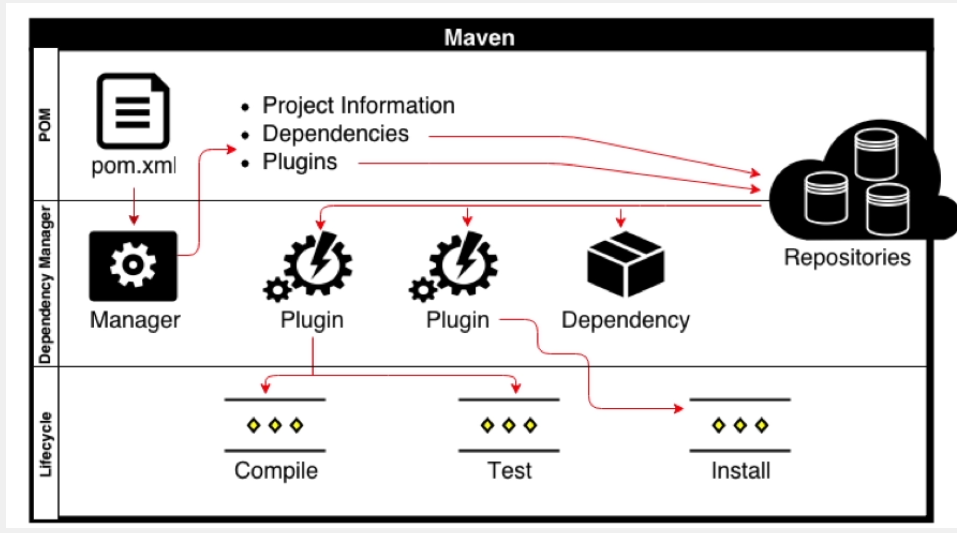 Maven
POM
pom.xml
Project Information
Dependencies
Plugins
Repositories
Dependency Manager
Manager
Plugin
Plugin
Dependency
Lifecycle
Compile
Test
Install